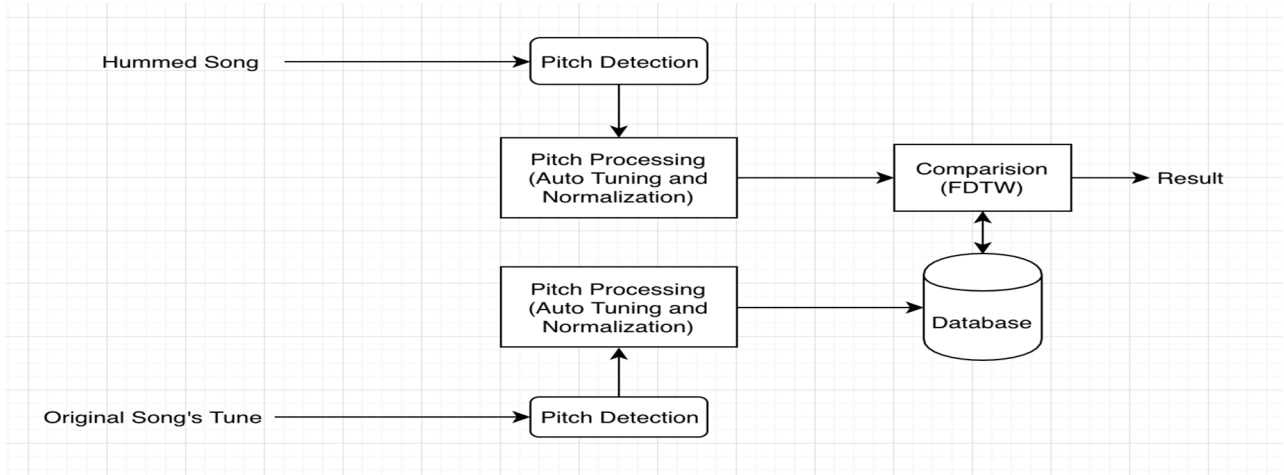 Hummed Song
Pitch Detection
Pitch Processing
(Auto Tuning and
Normalization)
Comparision
(FDTW)
Result
Pitch Processing
(Auto Tuning and
Normalization)
Database
Original Song's Tune
Pitch Detection